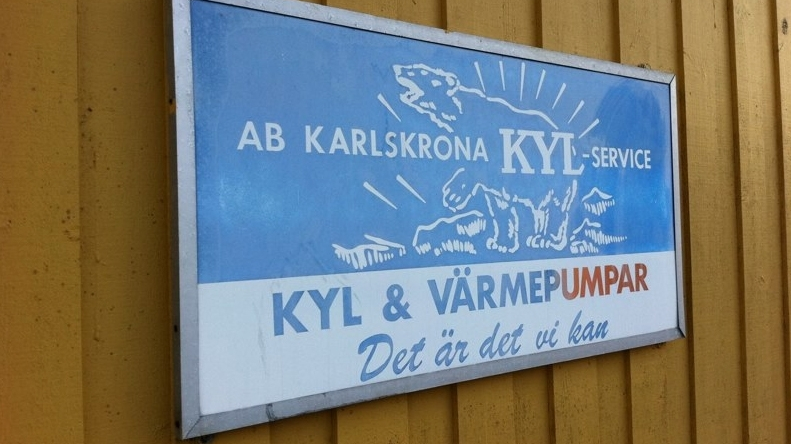 AB KARLSKRONA KYL-SERVICE
KYL & VÄRMEPUMPAR
Det är det vi kan